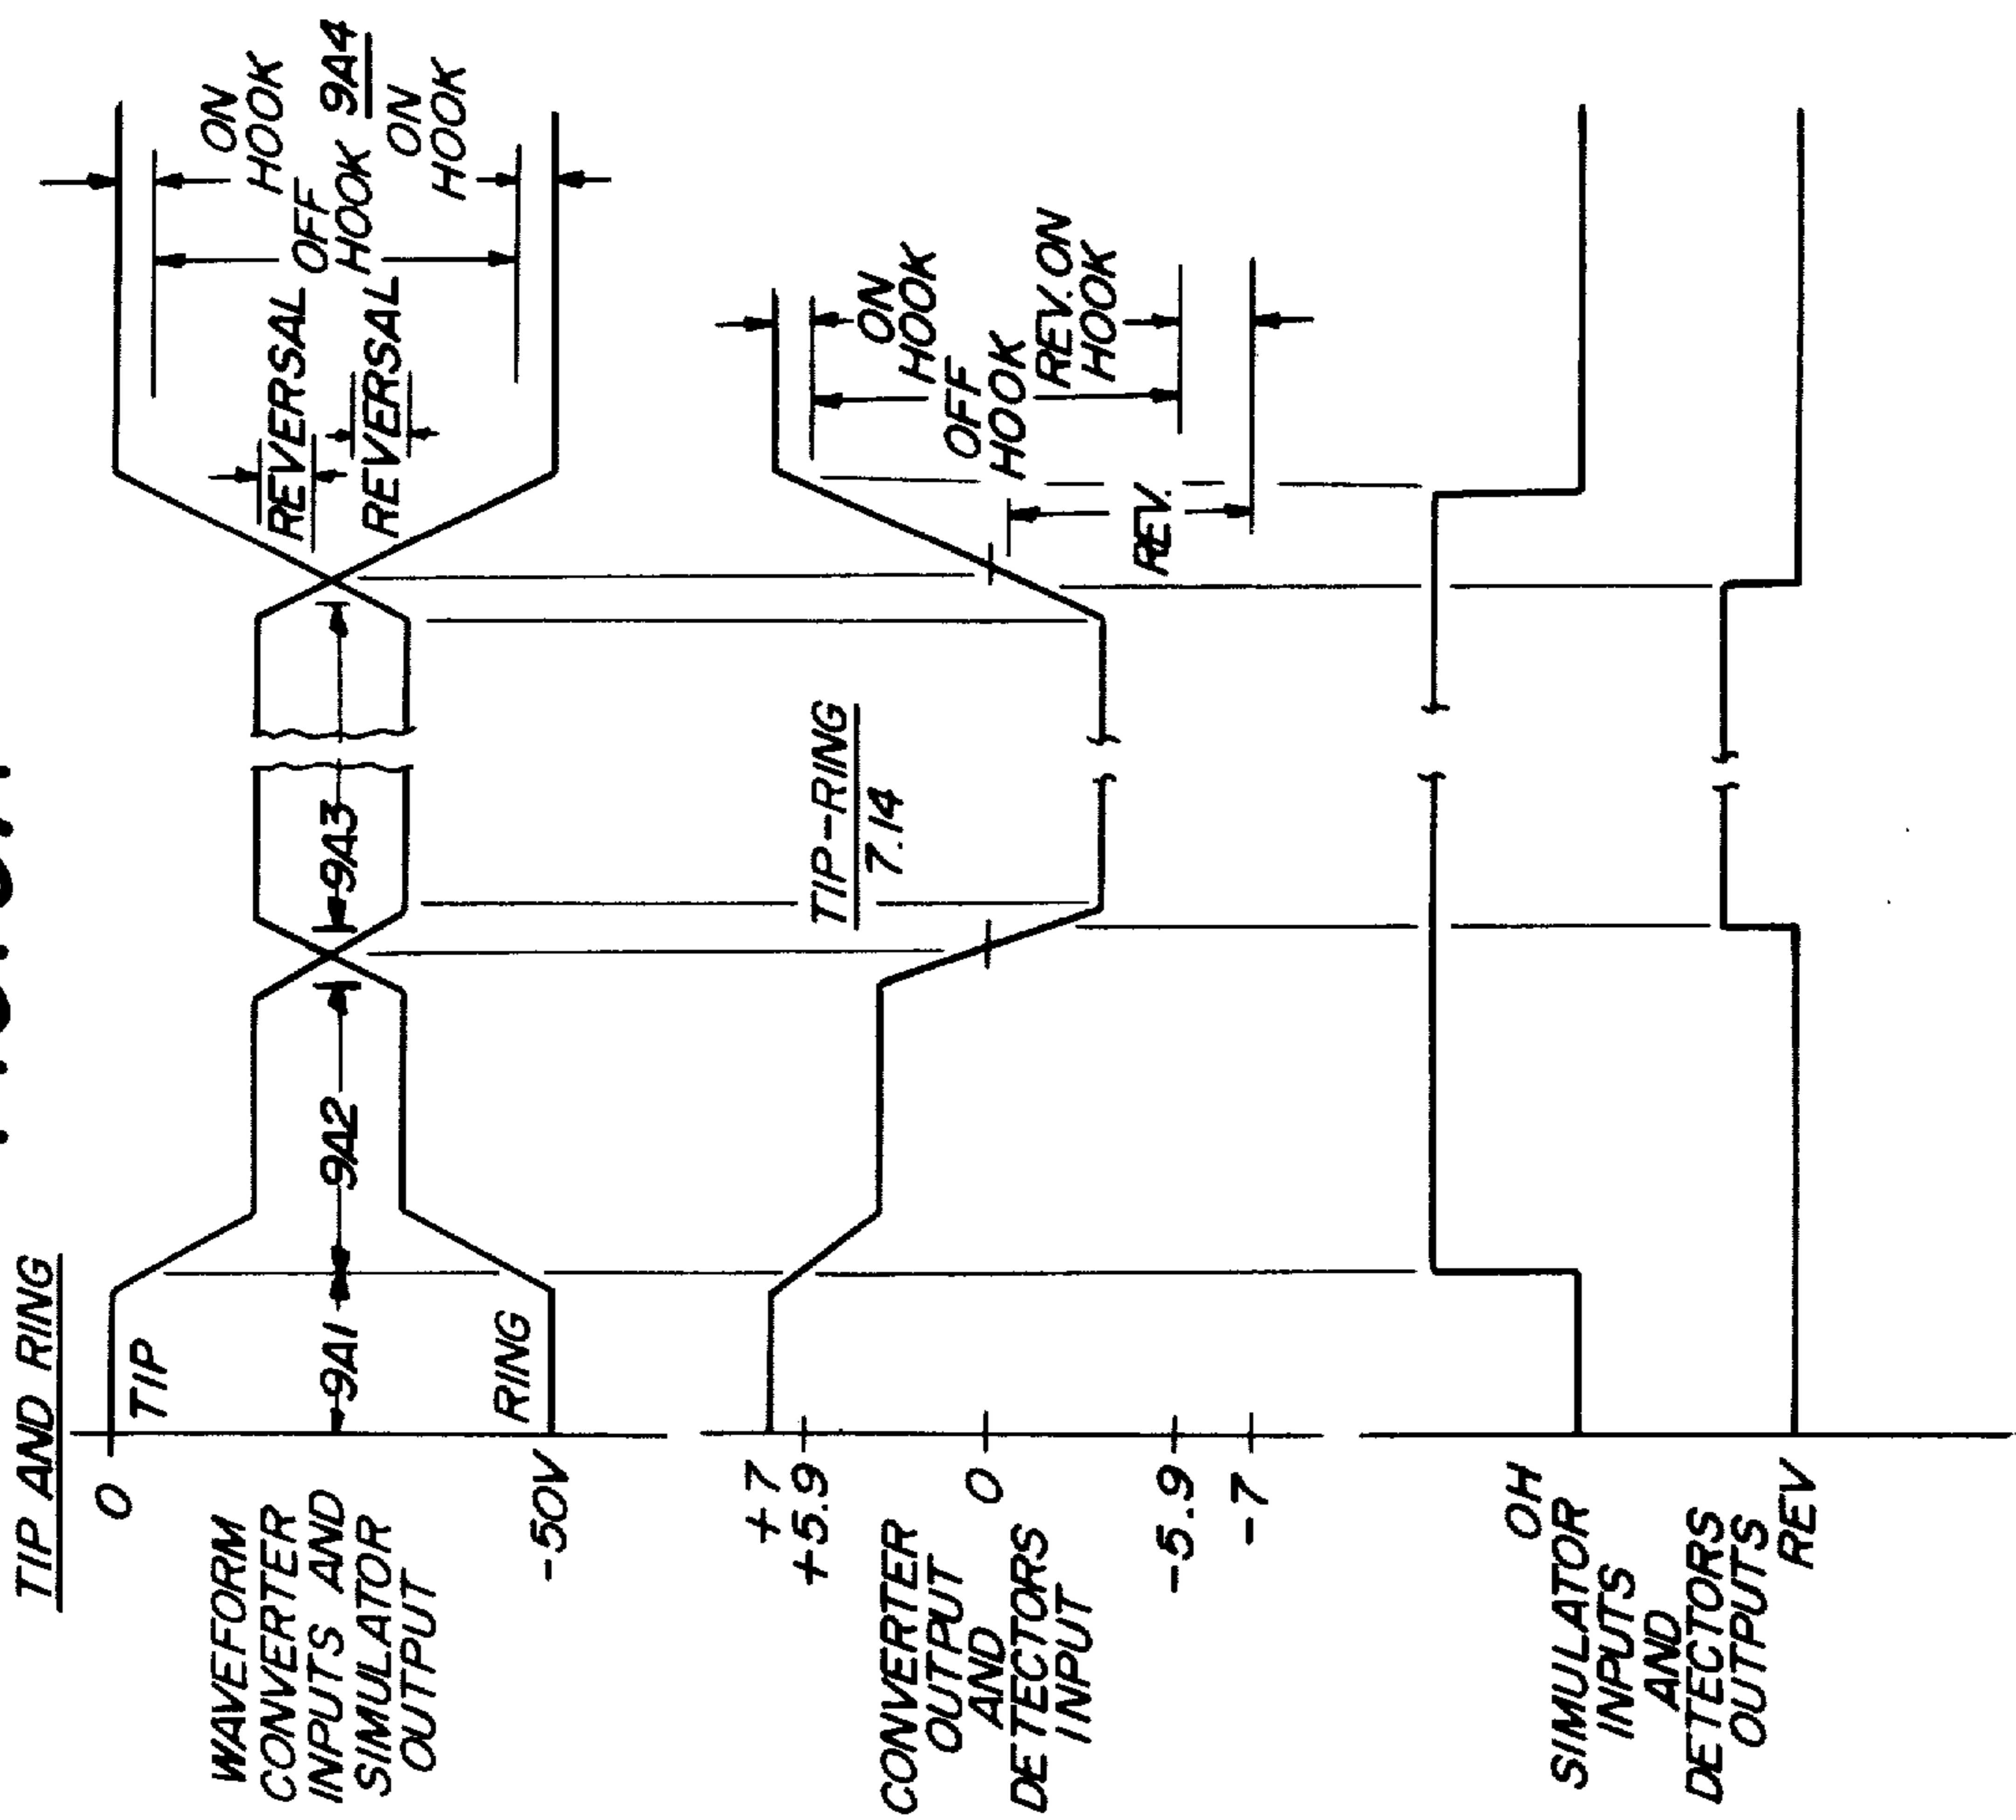 TIP AND RING
0
WAVEFORM
CONVERTER
INPUTS AND
SIMULATOR
OUTPUT
-50V
TIP
RING
9A1
9A2
9A3
REVERSAL
REVERSAL
ON
HOOK
OFF
HOOK 9A4
ON
HOOK
+7
+5.9
0
-5.9
-7
CONVERTER
OUTPUT
AND
DETECTORS
INPUT
TIP-RING
7.14
ON
HOOK
OFF
HOOK
REV. ON
HOOK
REV.
OH
SIMULATOR
INPUTS
AND
DETECTORS
OUTPUTS
REV